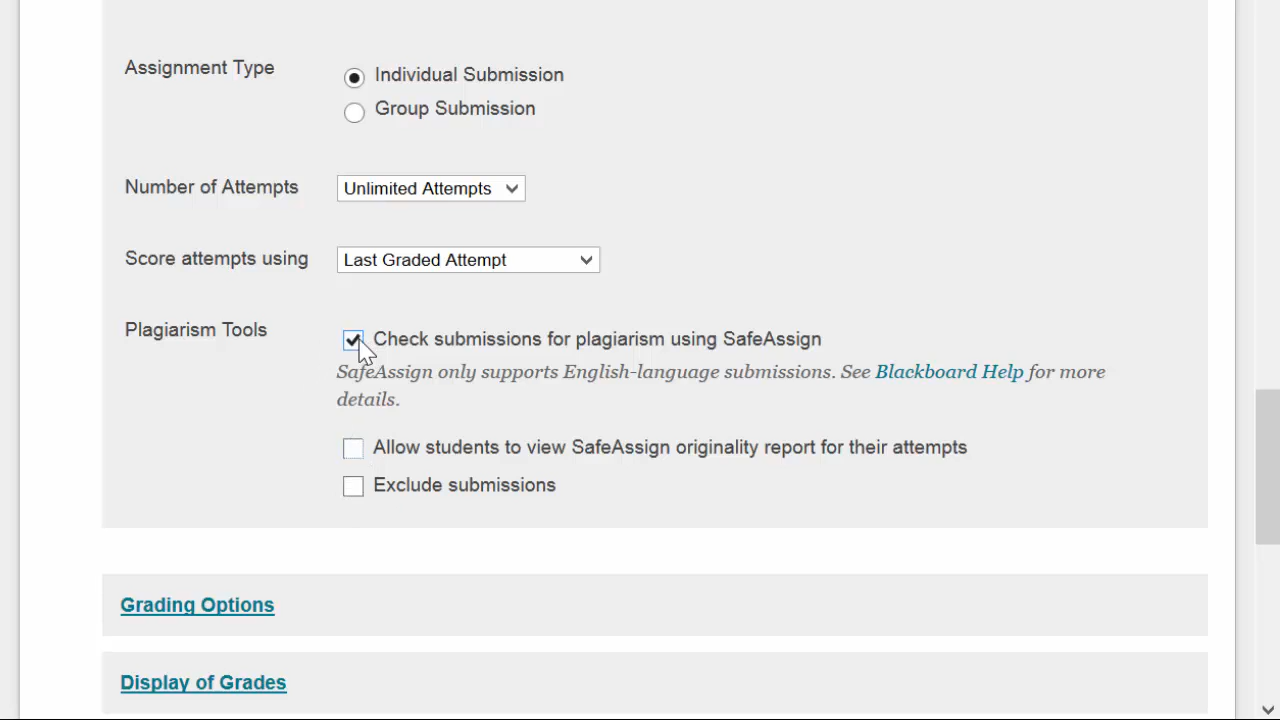 Assignment Type
Individual Submission
Group Submission
Number of Attempts
Unlimited Attempts
Score attempts using
Last Graded Attempt
Plagiarism Tools
Check submissions for plagiarism using SafeAssign
SafeAssign only supports English-language submissions. See Blackboard Help for more
details.
Allow students to view SafeAssign originality report for their attempts
Exclude submissions
Grading Options
Display of Grades